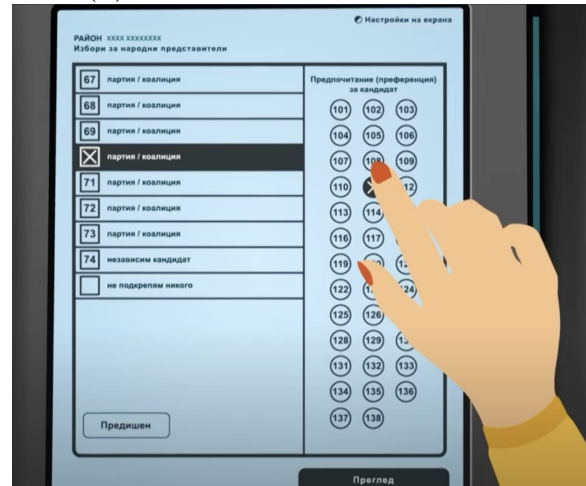 Настройки на екрана
РАЙОН XXXX XXXXXXXX
Избори за народни представители
67 партия / коалиция
68 партия / коалиция
69 партия / коалиция
партия / коалиция
71 партия / коалиция
72 партия / коалиция
73 партия / коалиция
74 независим кандидат
не подкрепям никого
Предишен
Предпочитание (преференция)
за кандидат
101 102 103
104 105 106
107 108 109
110
113 114
116 117
119
122
125 126
128 129
131 132 133
134 135 136
137 138
Преглед